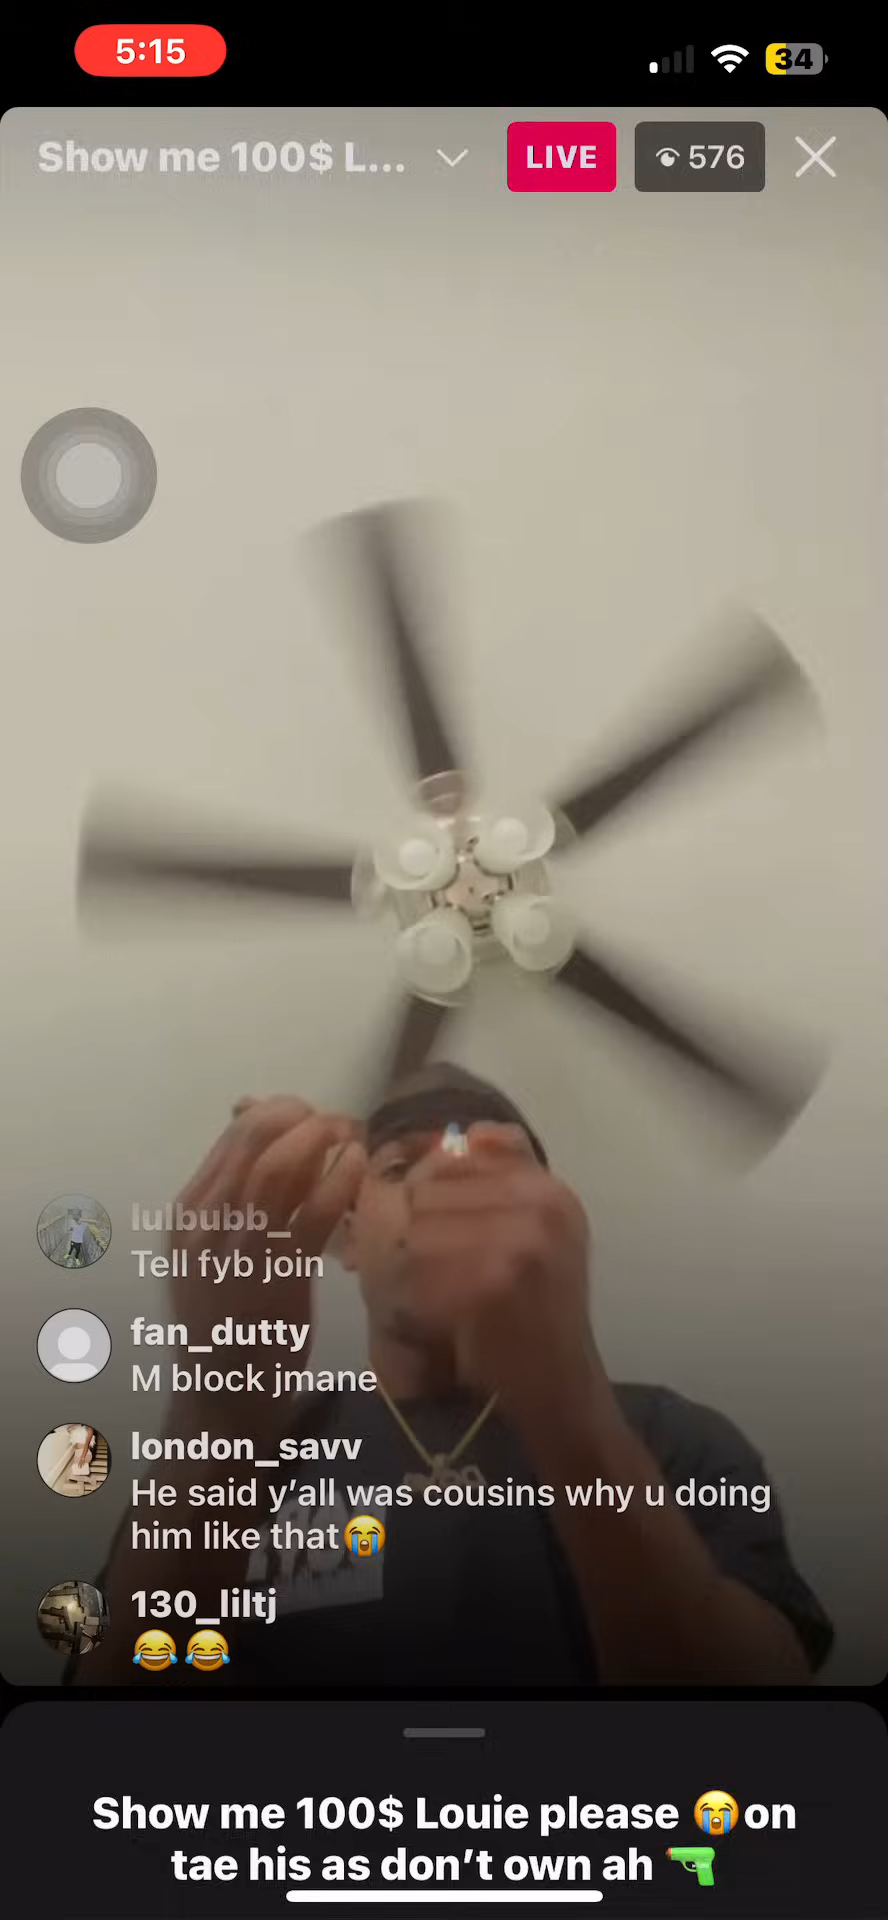 5:15
34
Show me 100$ L...
LIVE
576
lulbubb_
Tell fyb join
fan_dutty
M block jmane
london_savv
He said y’all was cousins why u doing
him like that😭
130_liltj
😂😂
Show me 100$ Louie please 😭on
tae his as don’t own ah 🔫